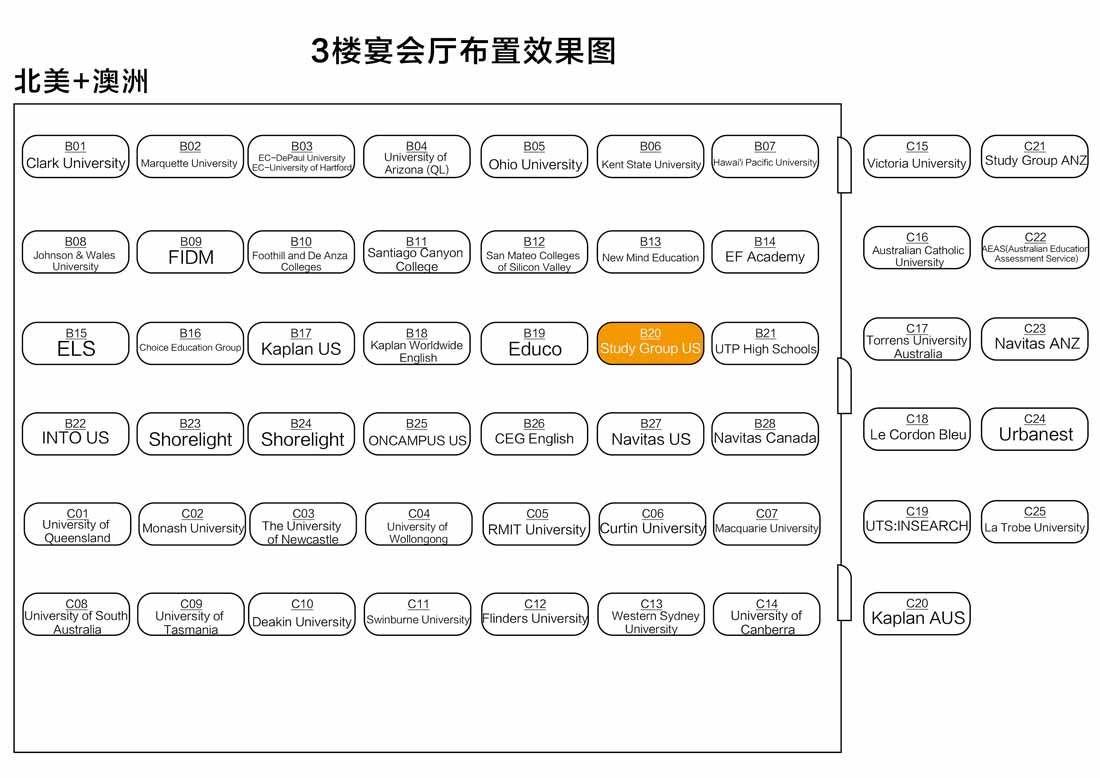 3楼宴会厅布置效果图
北美+澳洲
B01
Clark University
B02
Marquette University
B03
EC-DePaul University
EC-University of Hartford
B04
University of
Arizona (QL)
B05
Ohio University
B06
Kent State University
B07
Hawai'i Pacific University
C15
Victoria University
C21
Study Group ANZ
B08
Johnson & Wales
University
B09
FIDM
B10
Foothill and De Anza
Colleges
B11
Santiago Canyon
College
B12
San Mateo Colleges
of Silicon Valley
B13
New Mind Education
B14
EF Academy
C16
Australian Catholic
University
C22
AEAS(Australian Education
Assessment Service)
B15
ELS
B16
Choice Education Group
B17
Kaplan US
B18
Kaplan Worldwide
English
B19
Educo
B20
Study Group US
B21
UTP High Schools
C17
Torrens University
Australia
C23
Navitas ANZ
B22
INTO US
B23
Shorelight
B24
Shorelight
B25
ONCAMPUS US
B26
CEG English
B27
Navitas US
B28
Navitas Canada
C18
Le Cordon Bleu
C24
Urbanest
C01
University of
Queensland
C02
Monash University
C03
The University
of Newcastle
C04
University of
Wollongong
C05
RMIT University
C06
Curtin University
C07
Macquarie University
C19
UTS:INSEARCH
C25
La Trobe University
C08
University of South
Australia
C09
University of
Tasmania
C10
Deakin University
C11
Swinburne University
C12
Flinders University
C13
Western Sydney
University
C14
University of
Canberra
C20
Kaplan AUS